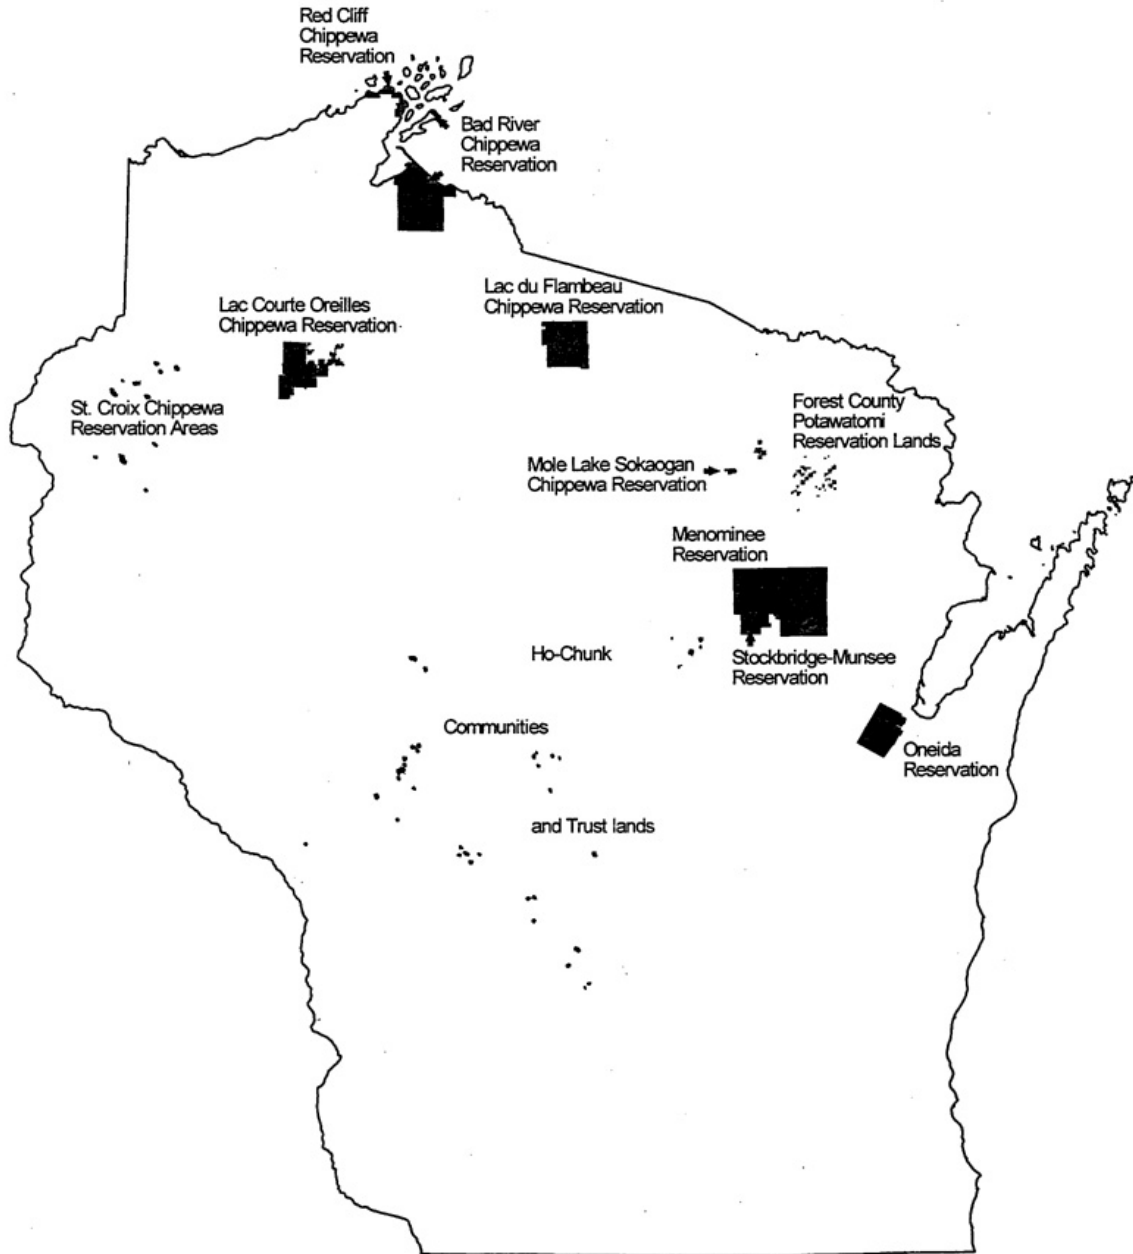 Red Cliff
Chippewa
Reservation
Bad River
Chippewa
Reservation
Lac du Flambeau
Chippewa Reservation
Lac Courte Oreilles
Chippewa Reservation
St. Croix Chippewa
Reservation Areas
Forest County
Potawatomi
Reservation Lands
Mole Lake Sokaogan
Chippewa Reservation
Menominee
Reservation
Ho-Chunk
Stockbridge-Munsee
Reservation
Communities
Oneida
Reservation
and Trust lands